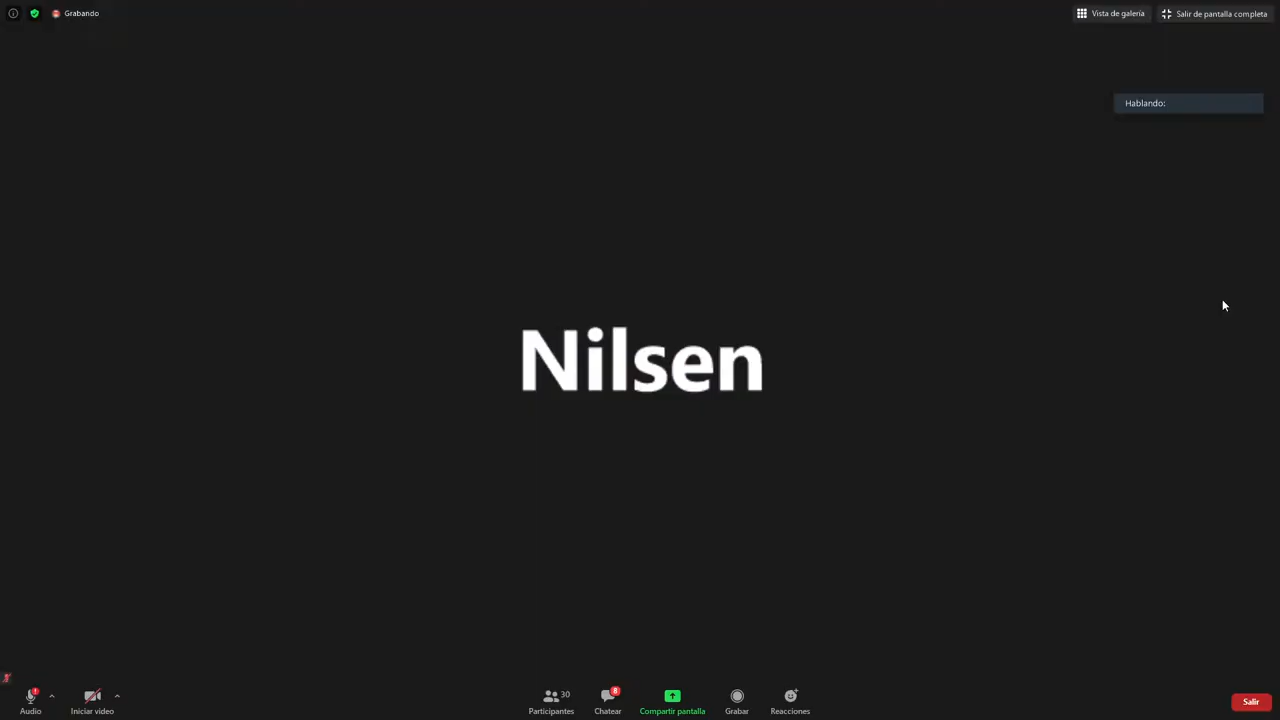 Grabando
Vista de galería
Salir de pantalla completa
Hablando:
Nilsen
Audio
Iniciar video
30
Participantes
8
Chatear
Compartir pantalla
Grabar
Reacciones
Salir